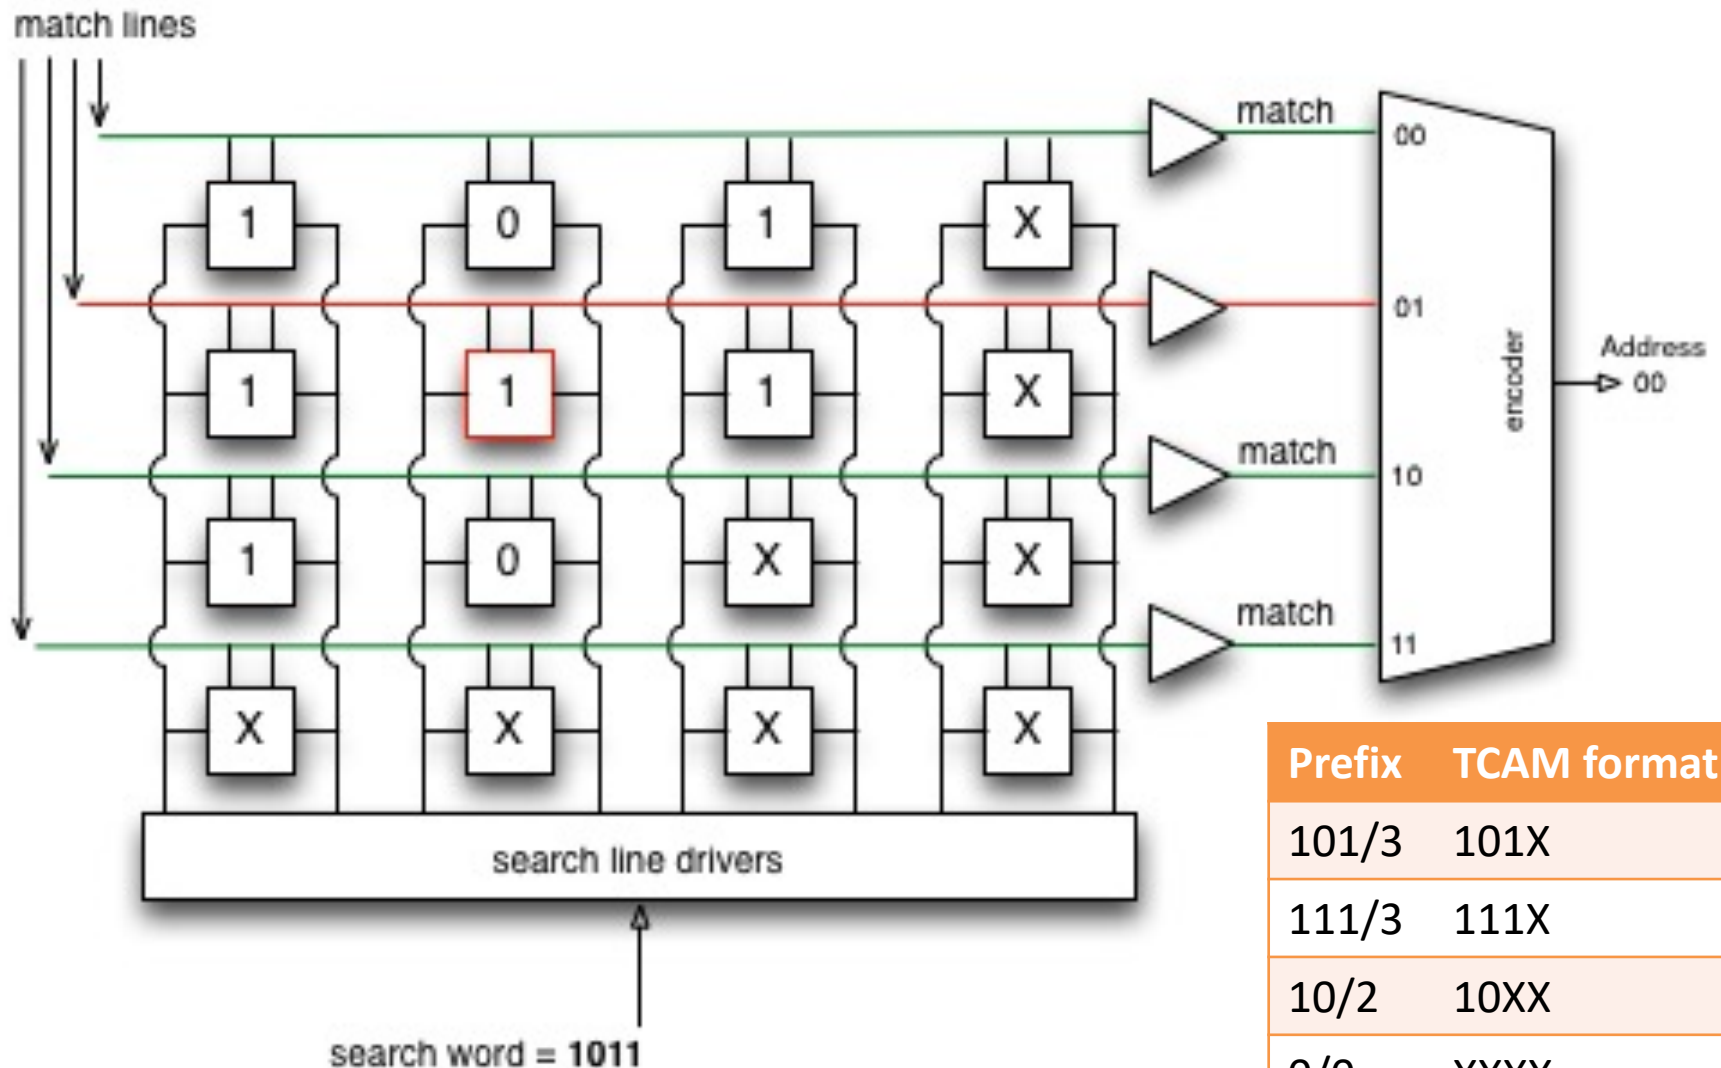 match lines
match
00
1 0 1 X
01
encoder
Address
00
1 1 1 X
match
10
1 0 X X
match
11
X X X X
search line drivers
search word = 1011
Prefix TCAM format
101/3 101X
111/3 111X
10/2 10XX